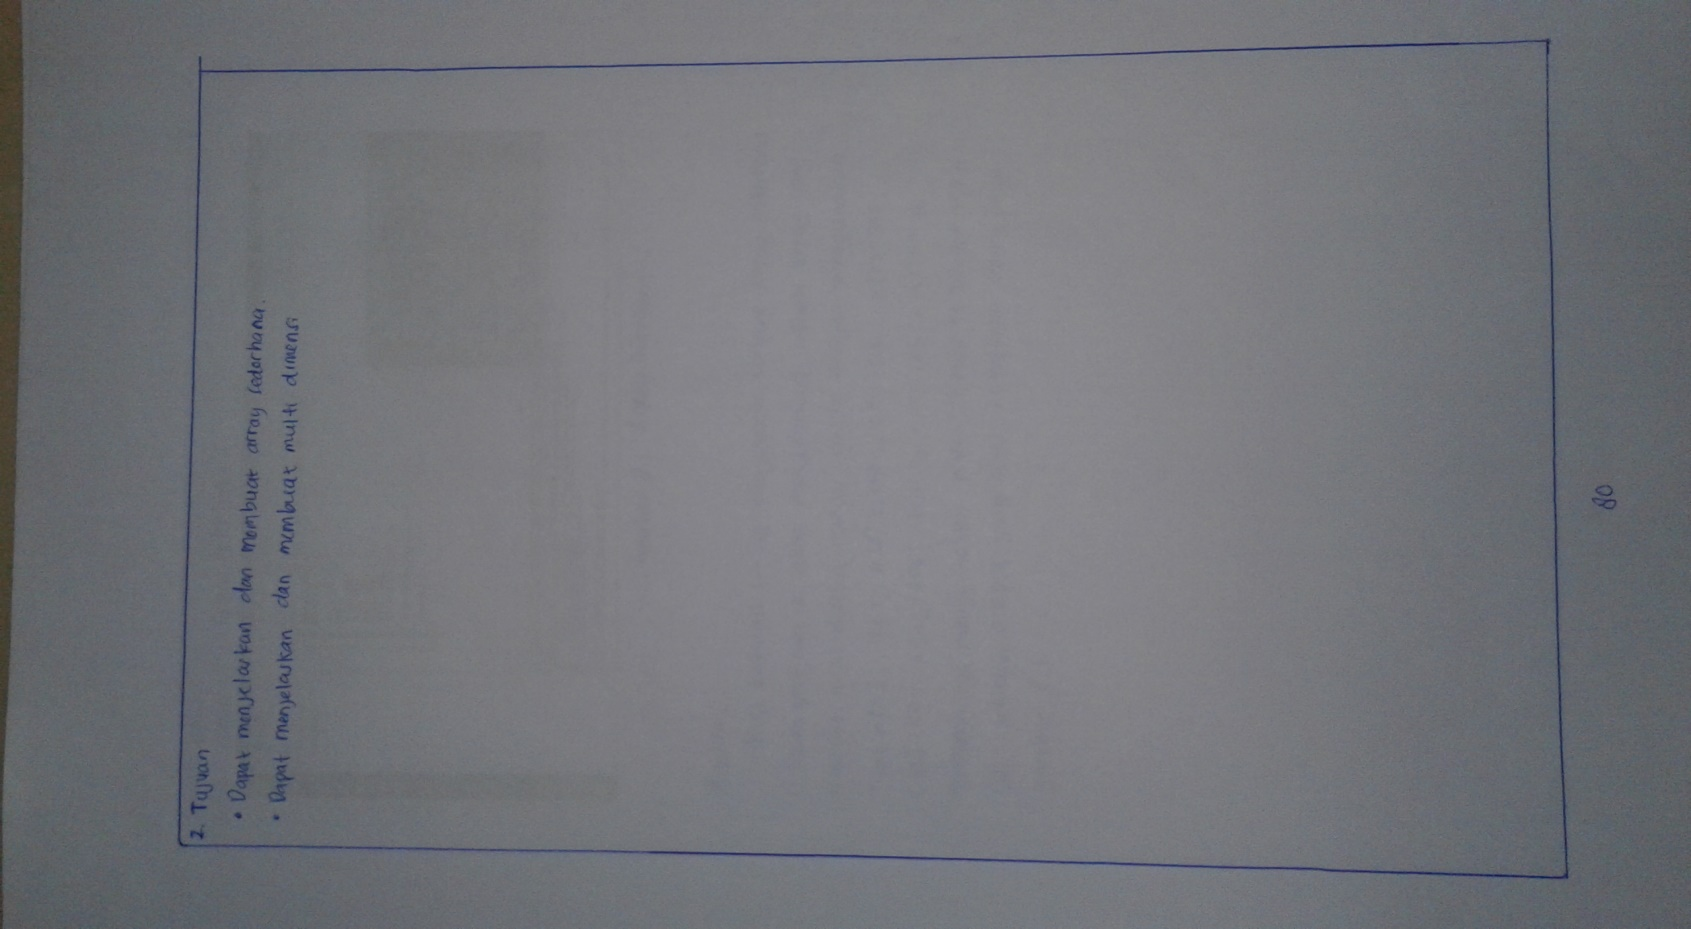 2. Tujuan
• Dapat menjelaskan dan membuat array sederhana.
• Dapat menjelaskan dan membuat multi dimensi
80